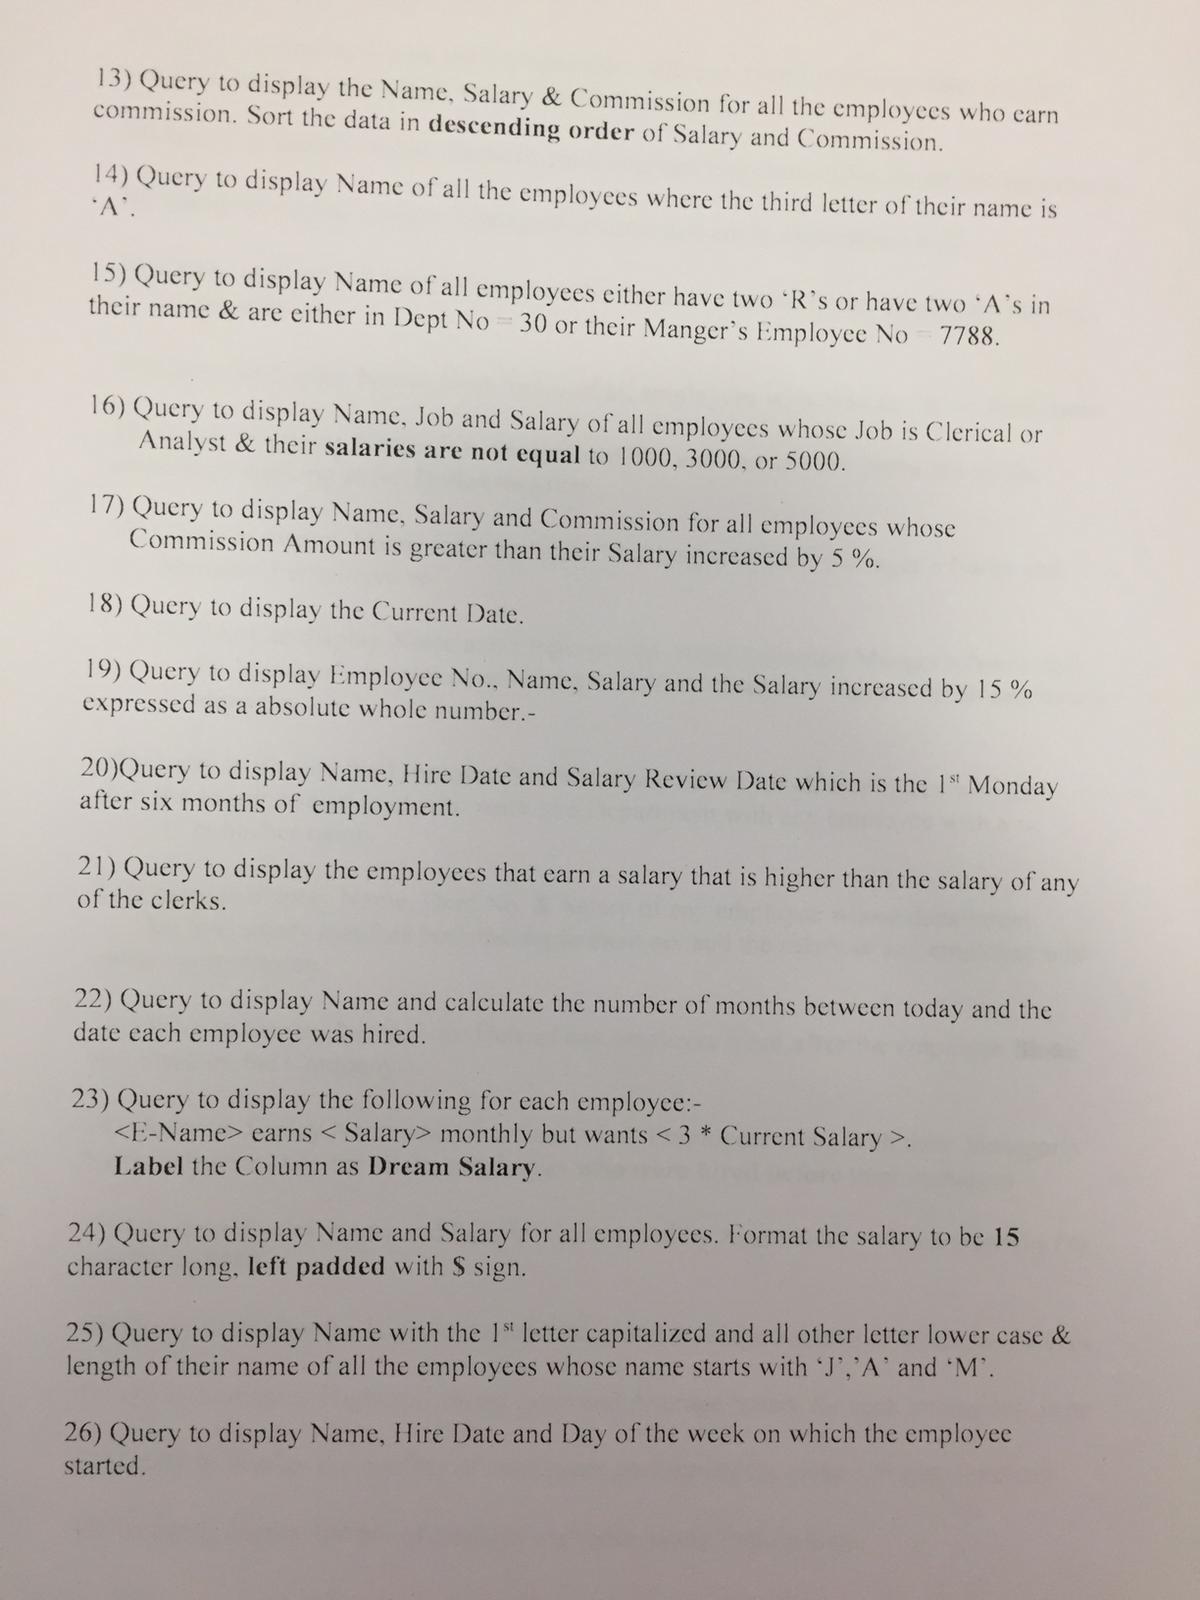 13) Query to display the Name, Salary & Commission for all the employees who earn
commission. Sort the data in descending order of Salary and Commission.
14) Query to display Name of all the employees where the third letter of their name is
‘A’.
15) Query to display Name of all employees either have two ‘R’s or have two ‘A’s in
their name & are either in Dept No = 30 or their Manger’s Employee No = 7788.
16) Query to display Name, Job and Salary of all employees whose Job is Clerical or
Analyst & their salaries are not equal to 1000, 3000, or 5000.
17) Query to display Name, Salary and Commission for all employees whose
Commission Amount is greater than their Salary increased by 5 %.
18) Query to display the Current Date.
19) Query to display Employee No., Name, Salary and the Salary increased by 15 %
expressed as a absolute whole number.-
20)Query to display Name, Hire Date and Salary Review Date which is the 1st Monday
after six months of employment.
21) Query to display the employees that earn a salary that is higher than the salary of any
of the clerks.
22) Query to display Name and calculate the number of months between today and the
date each employee was hired.
23) Query to display the following for each employee:-
<E-Name> earns < Salary> monthly but wants < 3 * Current Salary >.
Label the Column as Dream Salary.
24) Query to display Name and Salary for all employees. Format the salary to be 15
character long, left padded with $ sign.
25) Query to display Name with the 1st letter capitalized and all other letter lower case &
length of their name of all the employees whose name starts with ‘J’,’A’ and ‘M’.
26) Query to display Name, Hire Date and Day of the week on which the employee
started.